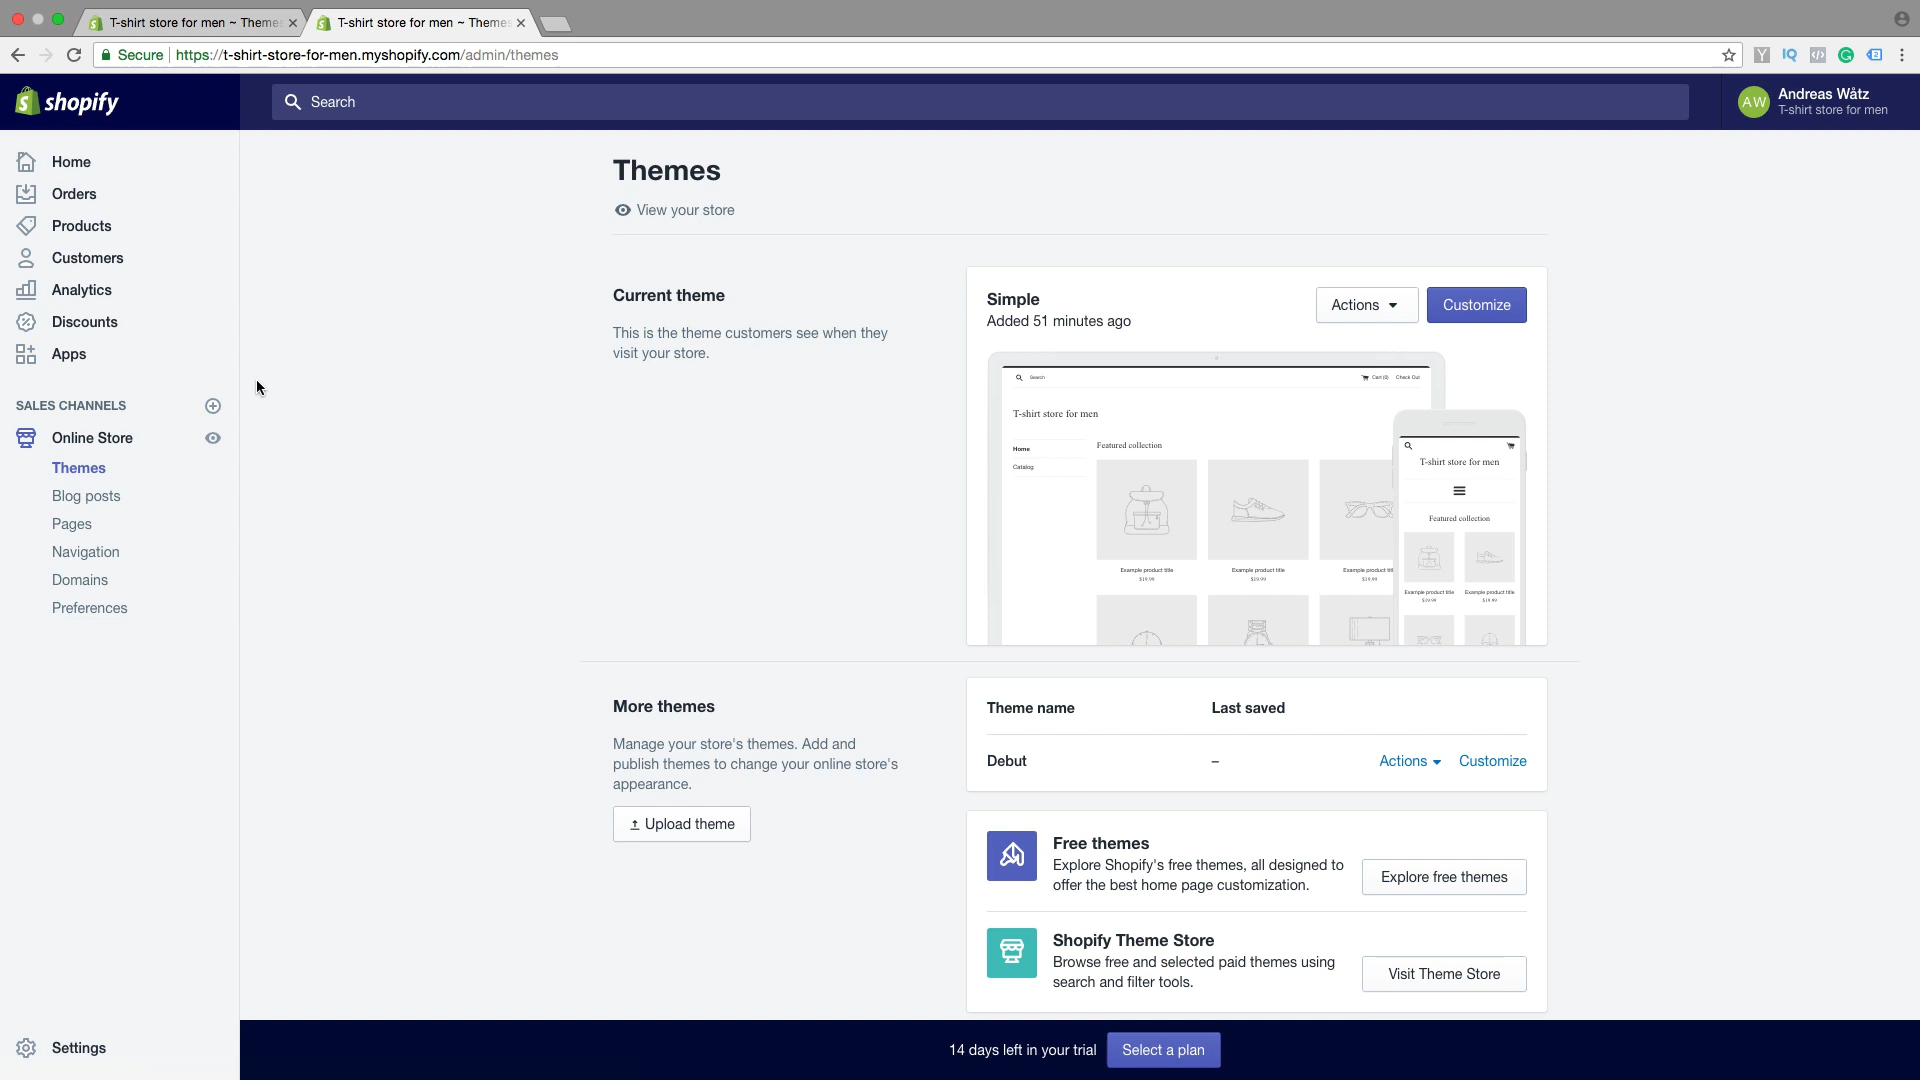 T-shirt store for men ~ Themes
T-shirt store for men ~ Themes
Secure
https://t-shirt-store-for-men.myshopify.com/admin/themes
shopify
Search
AW
Andreas Wåtz
T-shirt store for men
Home
Orders
Products
Customers
Analytics
Discounts
Apps
SALES CHANNELS
Online Store
Themes
Blog posts
Pages
Navigation
Domains
Preferences
Settings
Themes
View your store
Current theme
This is the theme customers see when they
visit your store.
Simple
Added 51 minutes ago
Actions
Customize
Search
Cart (0)
Check Out
T-shirt store for men
Home
Catalog
Featured collection
Example product title
$19.99
Example product title
$19.99
Example product titl
$19.99
T-shirt store for men
Featured collection
Example product title
$19.99
Example product title
$19.99
More themes
Manage your store's themes. Add and
publish themes to change your online store's
appearance.
Upload theme
Theme name
Last saved
Debut
–
Actions
Customize
Free themes
Explore Shopify's free themes, all designed to
offer the best home page customization.
Explore free themes
Shopify Theme Store
Browse free and selected paid themes using
search and filter tools.
Visit Theme Store
14 days left in your trial
Select a plan